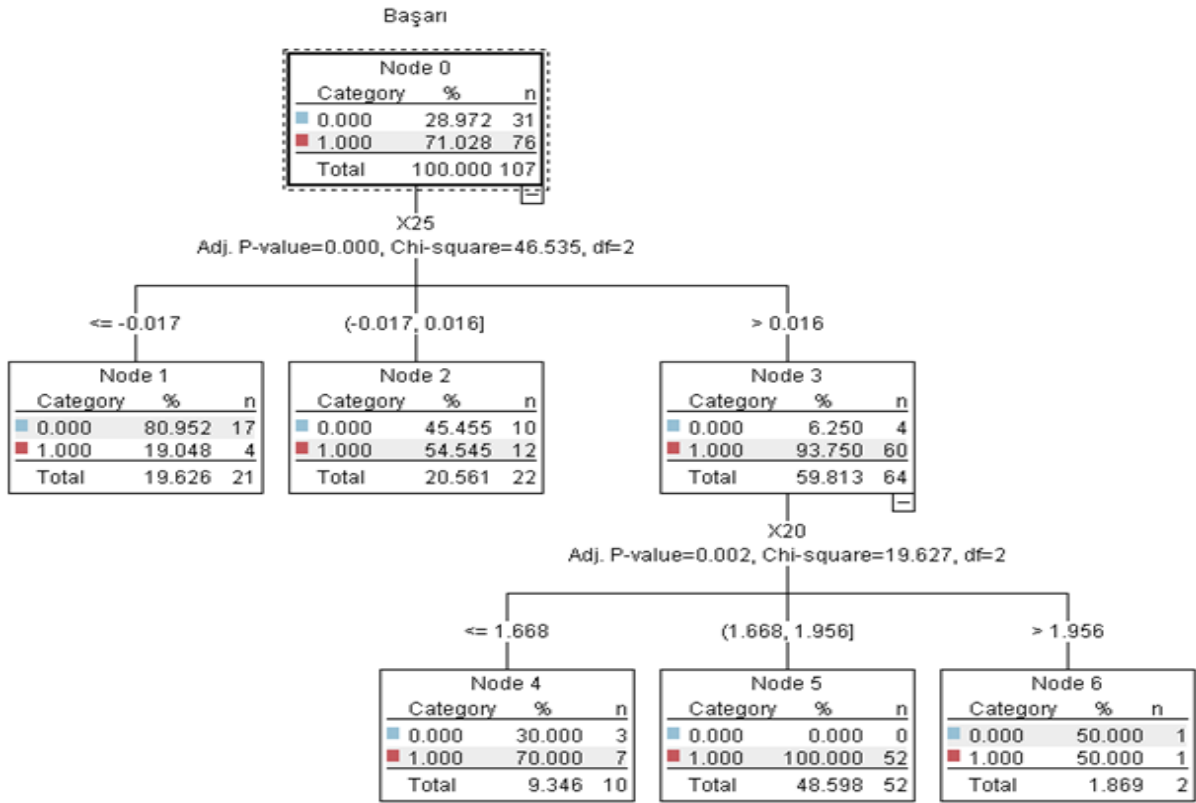 Başarı
Node 0
Category % n
0.000 28.972 31
1.000 71.028 76
Total 100.000 107
X25
Adj. P-value=0.000, Chi-square=46.535, df=2
<= -0.017
(-0.017, 0.016]
> 0.016
Node 1
Category % n
0.000 80.952 17
1.000 19.048 4
Total 19.626 21
Node 2
Category % n
0.000 45.455 10
1.000 54.545 12
Total 20.561 22
Node 3
Category % n
0.000 6.250 4
1.000 93.750 60
Total 59.813 64
X20
Adj. P-value=0.002, Chi-square=19.627, df=2
<= 1.668
(1.668, 1.956]
> 1.956
Node 4
Category % n
0.000 30.000 3
1.000 70.000 7
Total 9.346 10
Node 5
Category % n
0.000 0.000 0
1.000 100.000 52
Total 48.598 52
Node 6
Category % n
0.000 50.000 1
1.000 50.000 1
Total 1.869 2